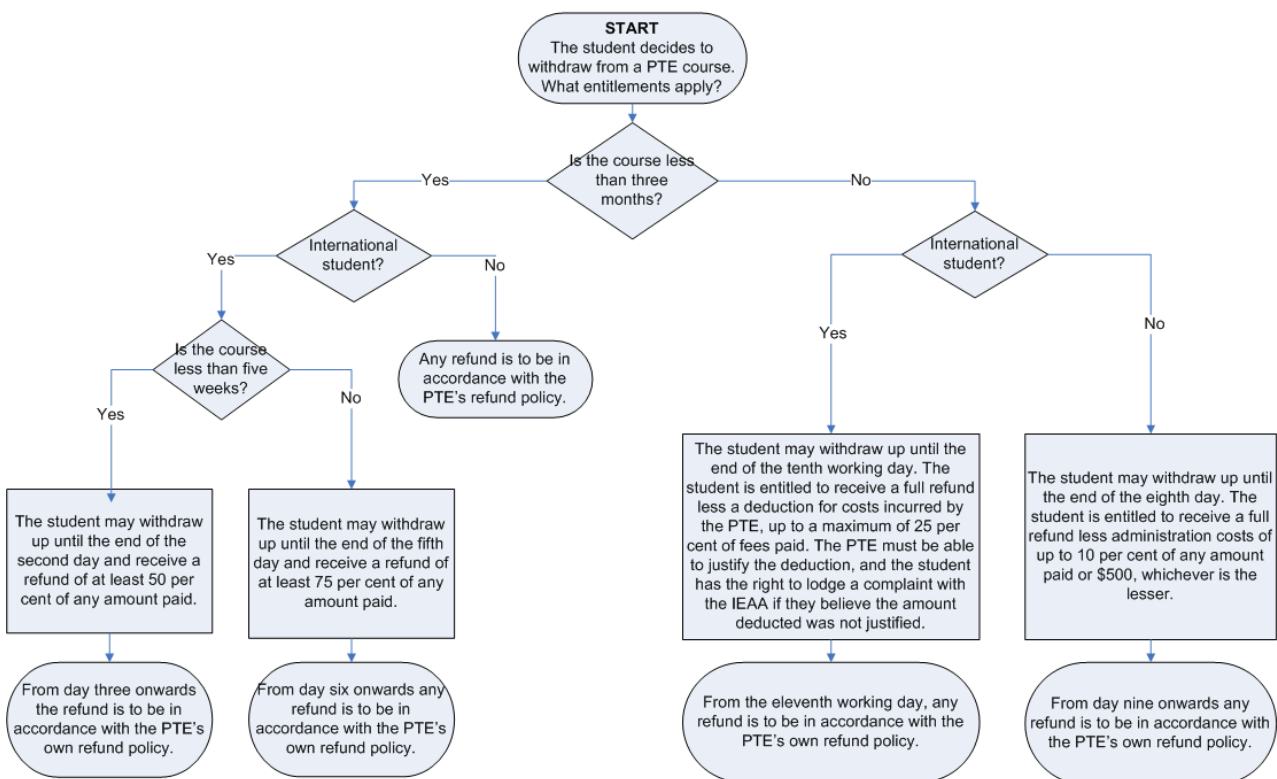 START
The student decides to
withdraw from a PTE course.
What entitlements apply?
Is the course less
than three
months?
Yes
No
International
student?
International
student?
Yes
No
Yes
No
Is the course
less than five
weeks?
Any refund is to be in
accordance with the
PTE's refund policy.
Yes
No
The student may withdraw
up until the end of the
second day and receive a
refund of at least 50 per
cent of any amount paid.
The student may withdraw
up until the end of the fifth
day and receive a refund of
at least 75 per cent of any
amount paid.
The student may withdraw up until the
end of the tenth working day. The
student is entitled to receive a full refund
less a deduction for costs incurred by
the PTE, up to a maximum of 25 per
cent of fees paid. The PTE must be able
to justify the deduction, and the student
has the right to lodge a complaint with
the IEAA if they believe the amount
deducted was not justified.
The student may withdraw up until
the end of the eighth day. The
student is entitled to receive a full
refund less administration costs of
up to 10 per cent of any amount
paid or $500, whichever is the
lesser.
From day three onwards
the refund is to be in
accordance with the PTE's
own refund policy.
From day six onwards any
refund is to be in
accordance with the PTE's
own refund policy.
From the eleventh working day, any
refund is to be in accordance with the
PTE's own refund policy.
From day nine onwards any
refund is to be in accordance with
the PTE's own refund policy.